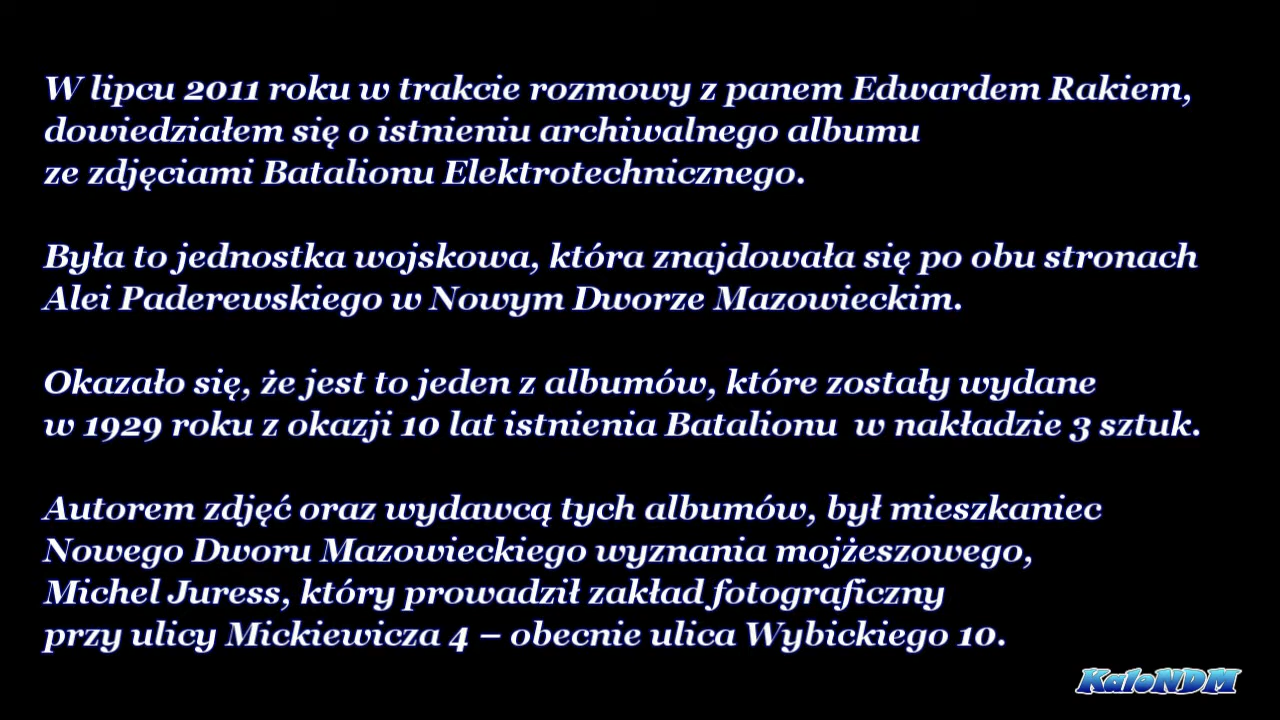 W lipcu 2011 roku w trakcie rozmowy z panem Edwardem Rakiem,
dowiedziałem się o istnieniu archiwalnego albumu
ze zdjęciami Batalionu Elektrotechnicznego.
Była to jednostka wojskowa, która znajdowała się po obu stronach
Alei Paderewskiego w Nowym Dworze Mazowieckim.
Okazało się, że jest to jeden z albumów, które zostały wydane
w 1929 roku z okazji 10 lat istnienia Batalionu w nakładzie 3 sztuk.
Autorem zdjęć oraz wydawcą tych albumów, był mieszkaniec
Nowego Dworu Mazowieckiego wyznania mojżeszowego,
Michel Juress, który prowadził zakład fotograficzny
przy ulicy Mickiewicza 4 – obecnie ulica Wybickiego 10.
KaloNDM